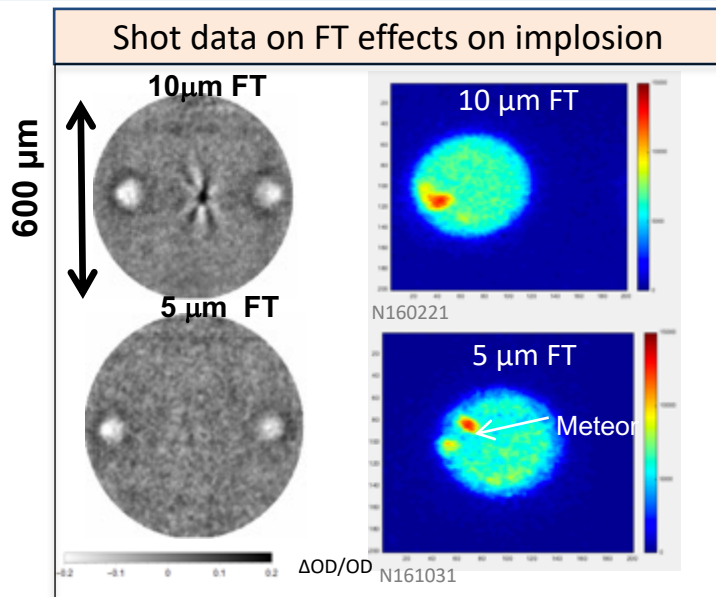 Shot data on FT effects on implosion
10μm FT
600 μm
5 μm FT
-0.2 -0.1 0 0.1 0.2
ΔOD/OD
10 μm FT
N160221
5 μm FT
Meteor
N161031